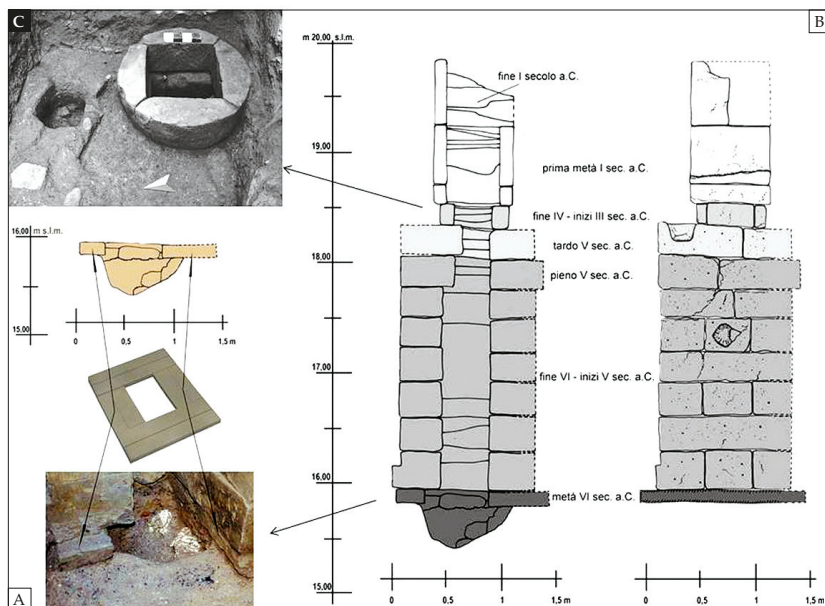 C
B
m 20,00 s.l.m.
fine I secolo a.C.
19,00
prima metà I sec. a.C.
fine IV - inizi III sec. a.C.
16,00 m s.l.m.
tardo V sec. a.C.
18,00
pieno V sec. a.C.
15,00
0 0,5 1 1,5 m
17,00
fine VI - inizi V sec. a.C.
16,00
metà VI sec. a.C.
15,00
0 0,5 1 1,5 m
0 0,5 1 1,5 m
A